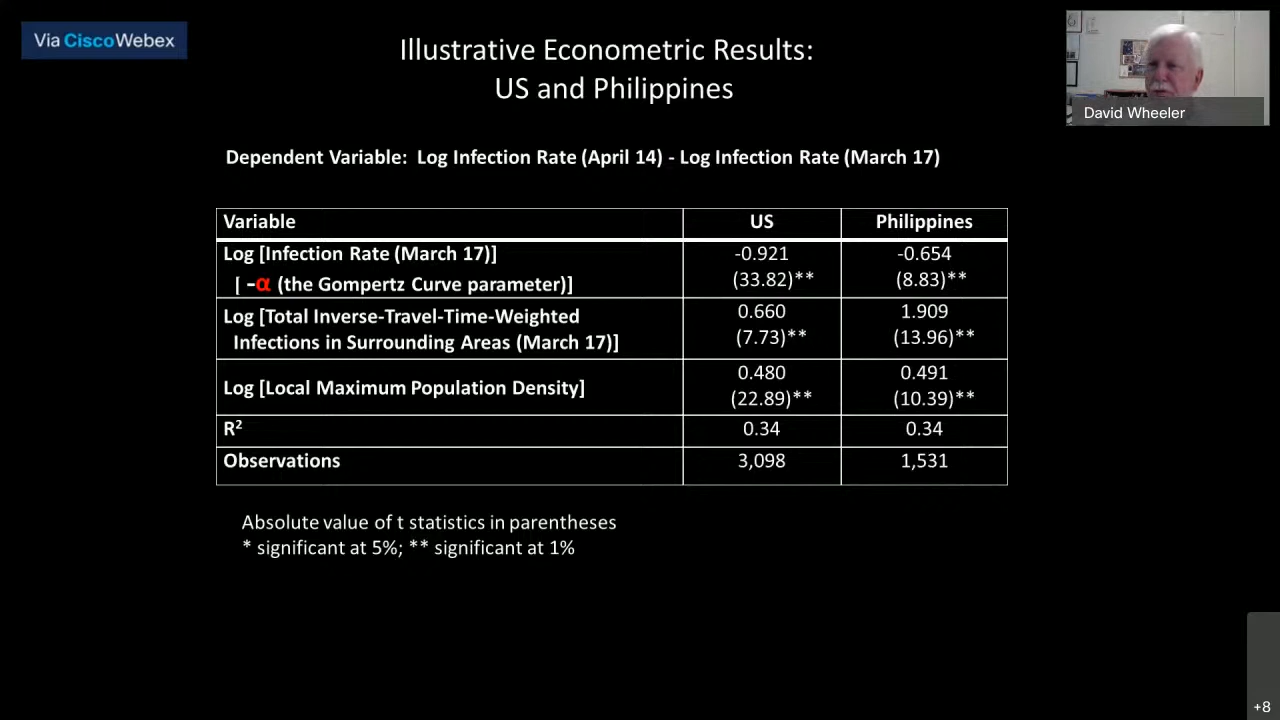 Via CiscoWebex
Illustrative Econometric Results:
US and Philippines
David Wheeler
Dependent Variable: Log Infection Rate (April 14) - Log Infection Rate (March 17)
Variable US Philippines
Log [Infection Rate (March 17)] -0.921 -0.654
[ -α (the Gompertz Curve parameter)] (33.82)** (8.83)**
Log [Total Inverse-Travel-Time-Weighted 0.660 1.909
Infections in Surrounding Areas (March 17)] (7.73)** (13.96)**
Log [Local Maximum Population Density] 0.480 0.491
(22.89)** (10.39)**
R² 0.34 0.34
Observations 3,098 1,531
Absolute value of t statistics in parentheses
* significant at 5%; ** significant at 1%
+8